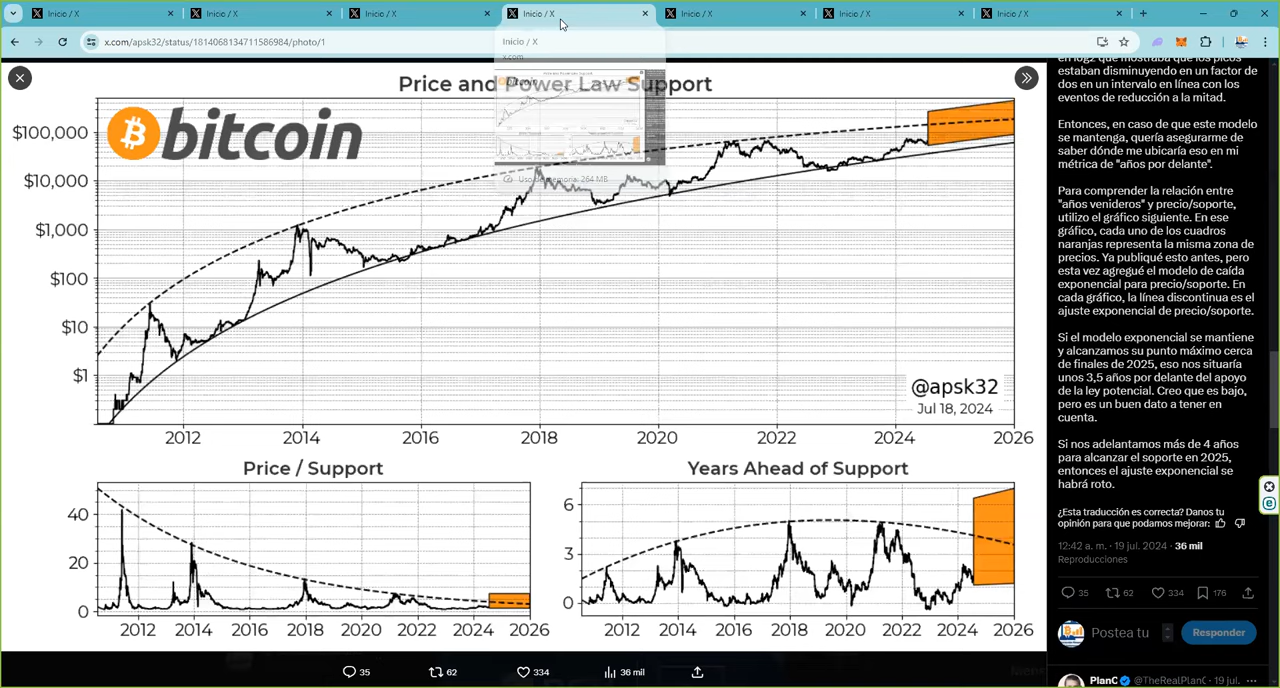 Inicio / X
Inicio / X
Inicio / X
Inicio / X
Inicio / X
Inicio / X
Inicio / X
x.com/apsk32/status/1814068134711586984/photo/1
Inicio / X
x.com
Uso de memoria: 264 MB
Price and Power Law Support
bitcoin
$100,000
$10,000
$1,000
$100
$10
$1
@apsk32
Jul 18, 2024
2012
2014
2016
2018
2020
2022
2024
2026
Price / Support
40
20
0
2012
2014
2016
2018
2020
2022
2024
2026
Years Ahead of Support
6
3
0
2012
2014
2016
2018
2020
2022
2024
2026
35
62
334
36 mil
en log2 que mostraba que los picos
estaban disminuyendo en un factor de
dos en un intervalo en línea con los
eventos de reducción a la mitad.
Entonces, en caso de que este modelo
se mantenga, quería asegurarme de
saber dónde me ubicaría eso en mi
métrica de "años por delante".
Para comprender la relación entre
"años venideros" y precio/soporte,
utilizo el gráfico siguiente. En ese
gráfico, cada uno de los cuadros
naranjas representa la misma zona de
precios. Ya publiqué esto antes, pero
esta vez agregué el modelo de caída
exponencial para precio/soporte. En
cada gráfico, la línea discontinua es el
ajuste exponencial de precio/soporte.
Si el modelo exponencial se mantiene
y alcanzamos su punto máximo cerca
de finales de 2025, eso nos situaría
unos 3,5 años por delante del apoyo
de la ley potencial. Creo que es bajo,
pero es un buen dato a tener en
cuenta.
Si nos adelantamos más de 4 años
para alcanzar el soporte en 2025,
entonces el ajuste exponencial se
habrá roto.
¿Esta traducción es correcta? Danos tu
opinión para que podamos mejorar:
12:42 a. m. · 19 jul. 2024 · 36 mil
Reproducciones
35
62
334
176
Postea tu
Responder
PlanC @TheRealPlanC · 19 jul.